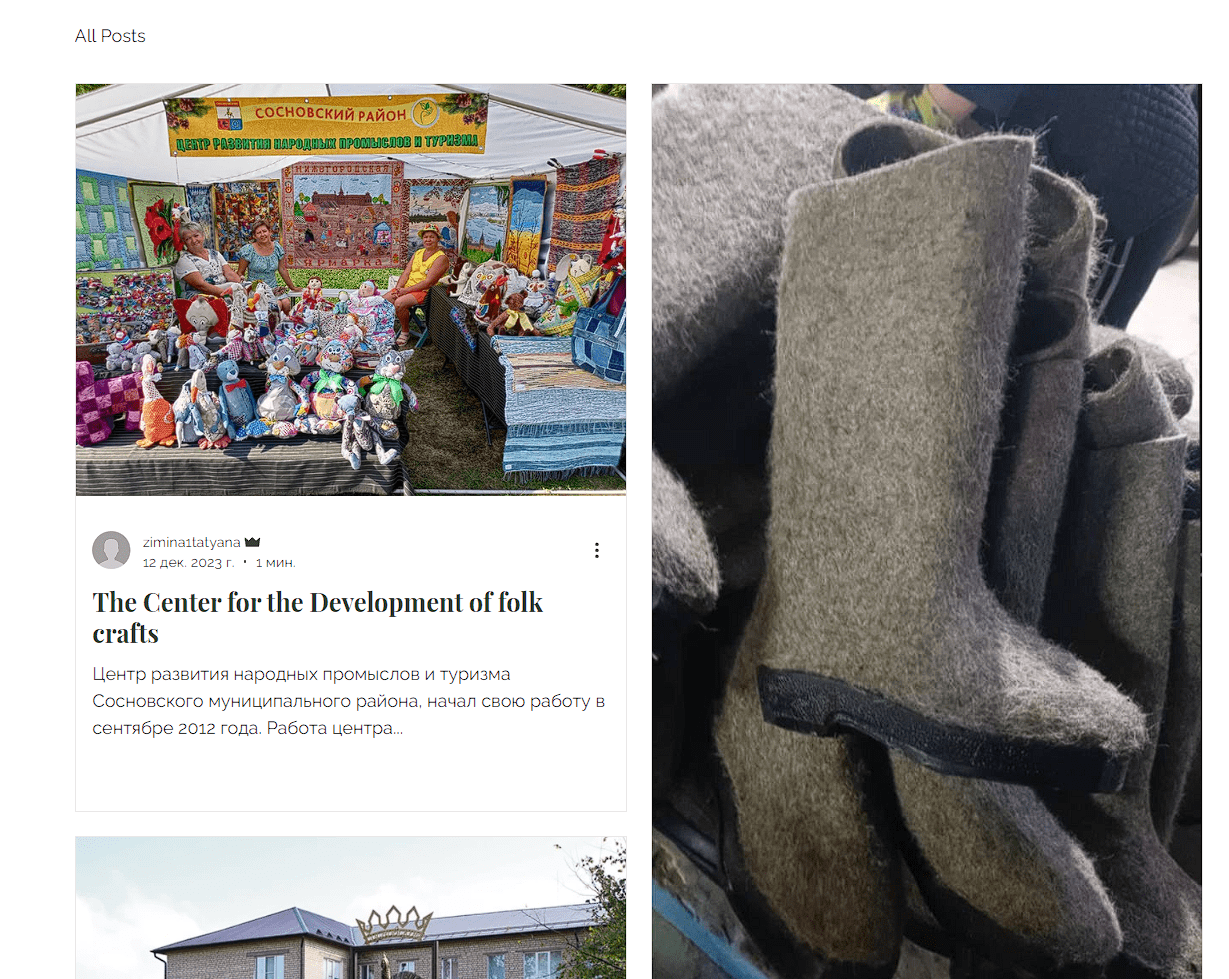 All Posts
СОСНОВСКИЙ РАЙОН
ЦЕНТР РАЗВИТИЯ НАРОДНЫХ ПРОМЫСЛОВ И ТУРИЗМА
НИЖЕГОРОДСКАЯ
ЯРМАРКА
zimina1tatyana
12 дек. 2023 г. · 1 мин.
The Center for the Development of folk
crafts
Центр развития народных промыслов и туризма
Сосновского муниципального района, начал свою работу в
сентябре 2012 года. Работа центра...